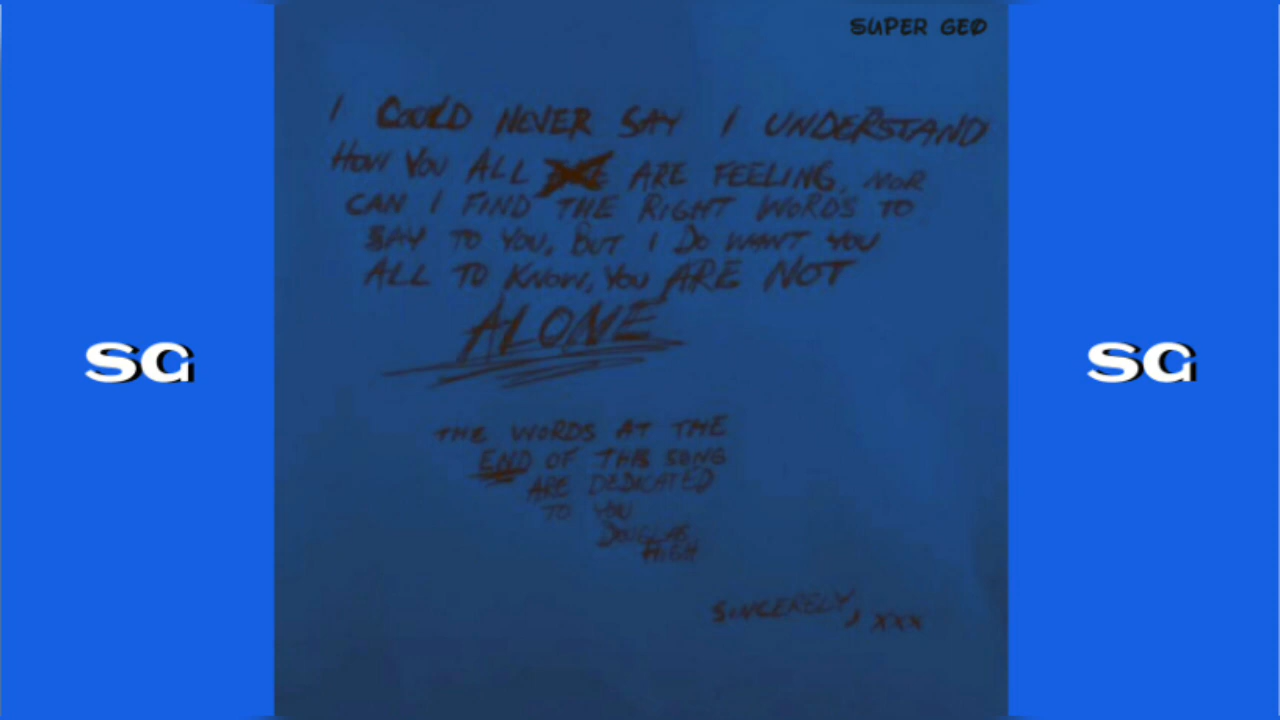 SUPER GEO
I COULD NEVER SAY I UNDERSTAND
HOW YOU ALL ARE FEELING, NOR
CAN I FIND THE RIGHT WORDS TO
SAY TO YOU, BUT I DO WANT YOU
ALL TO KNOW, YOU ARE NOT
ALONE
SG
SG
THE WORDS AT THE
END OF THIS SONG
ARE DEDICATED
TO YOU
DOUGLAS
HIGH
SINCERELY, XXX